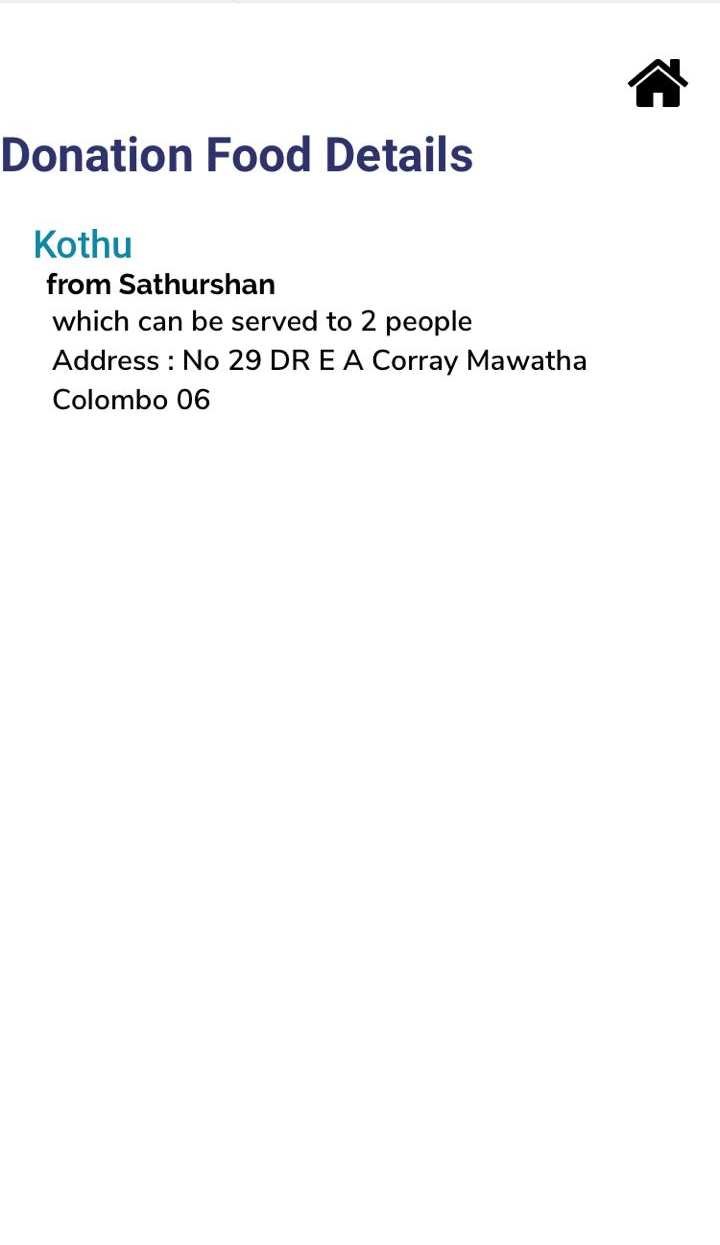 Donation Food Details
Kothu
from Sathurshan
which can be served to 2 people
Address : No 29 DR E A Corray Mawatha
Colombo 06